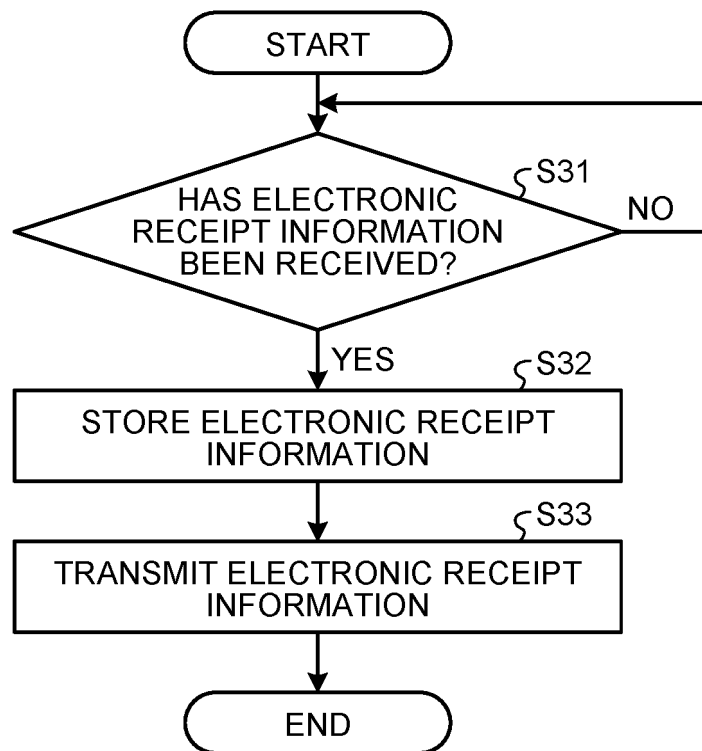 START
S31
HAS ELECTRONIC
RECEIPT INFORMATION
BEEN RECEIVED?
NO
YES
S32
STORE ELECTRONIC RECEIPT
INFORMATION
S33
TRANSMIT ELECTRONIC RECEIPT
INFORMATION
END